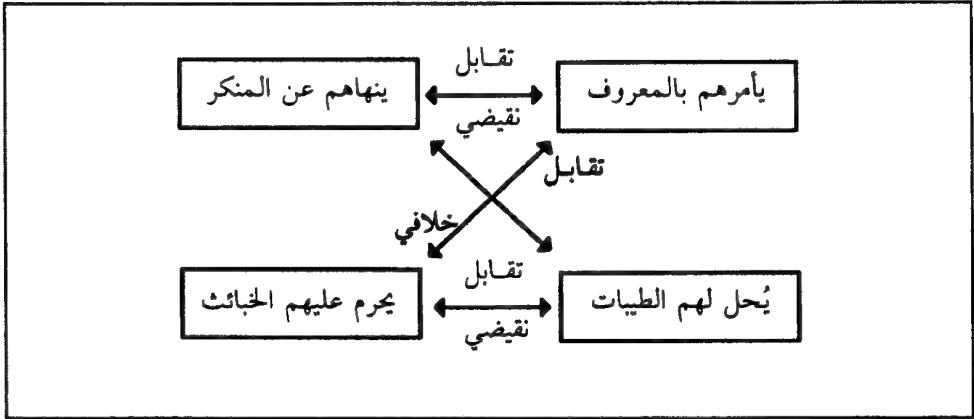 تقابل
يأمرهم بالمعروف
ينهاهم عن المنكر
نقيضي
تقابل
خلافي
تقابل
يُحل لهم الطيبات
يحرم عليهم الخبائث
نقيضي